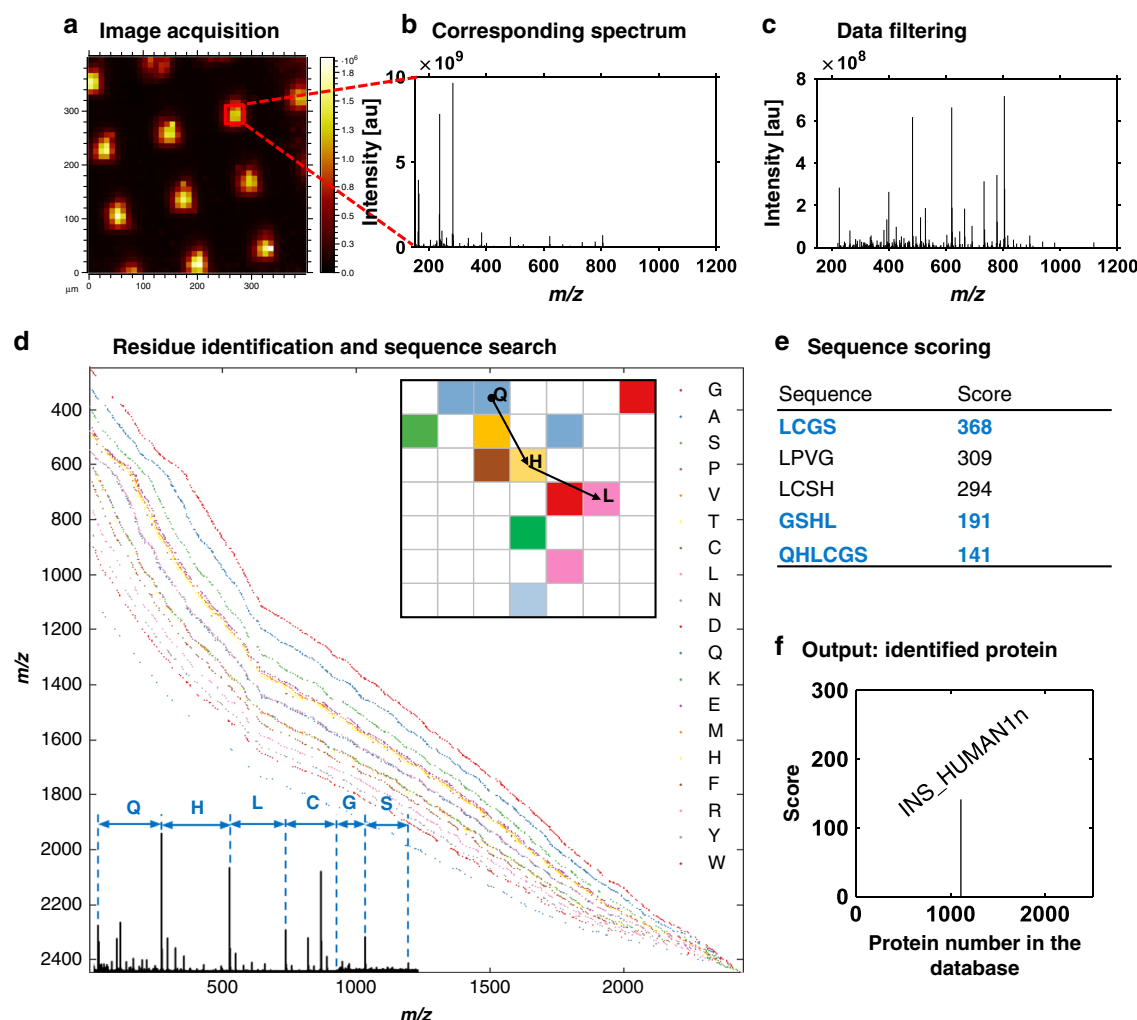 a Image acquisition
·10⁶
1.8
1.5
1.2
1.0
0.8
0.6
0.3
0.0
300
200
100
0
μm
0 100 200 300
b Corresponding spectrum
×10⁹
10
5
0
Intensity [au]
200 400 600 800 1000 1200
m/z
c Data filtering
×10⁸
8
6
4
2
0
Intensity [au]
200 400 600 800 1000 1200
m/z
d Residue identification and sequence search
400
600
800
1000
1200
1400
1600
1800
2000
2200
2400
m/z
500 1000 1500 2000
m/z
Q
H
L
G
A
S
P
V
T
C
L
N
D
Q
K
E
M
H
F
R
Y
W
Q H L C G S
e Sequence scoring
Sequence Score
LCGS 368
LPVG 309
LCSH 294
GSHL 191
QHLCGS 141
f Output: identified protein
300
200
100
0
Score
INS_HUMAN1n
0 1000 2000
Protein number in the
database